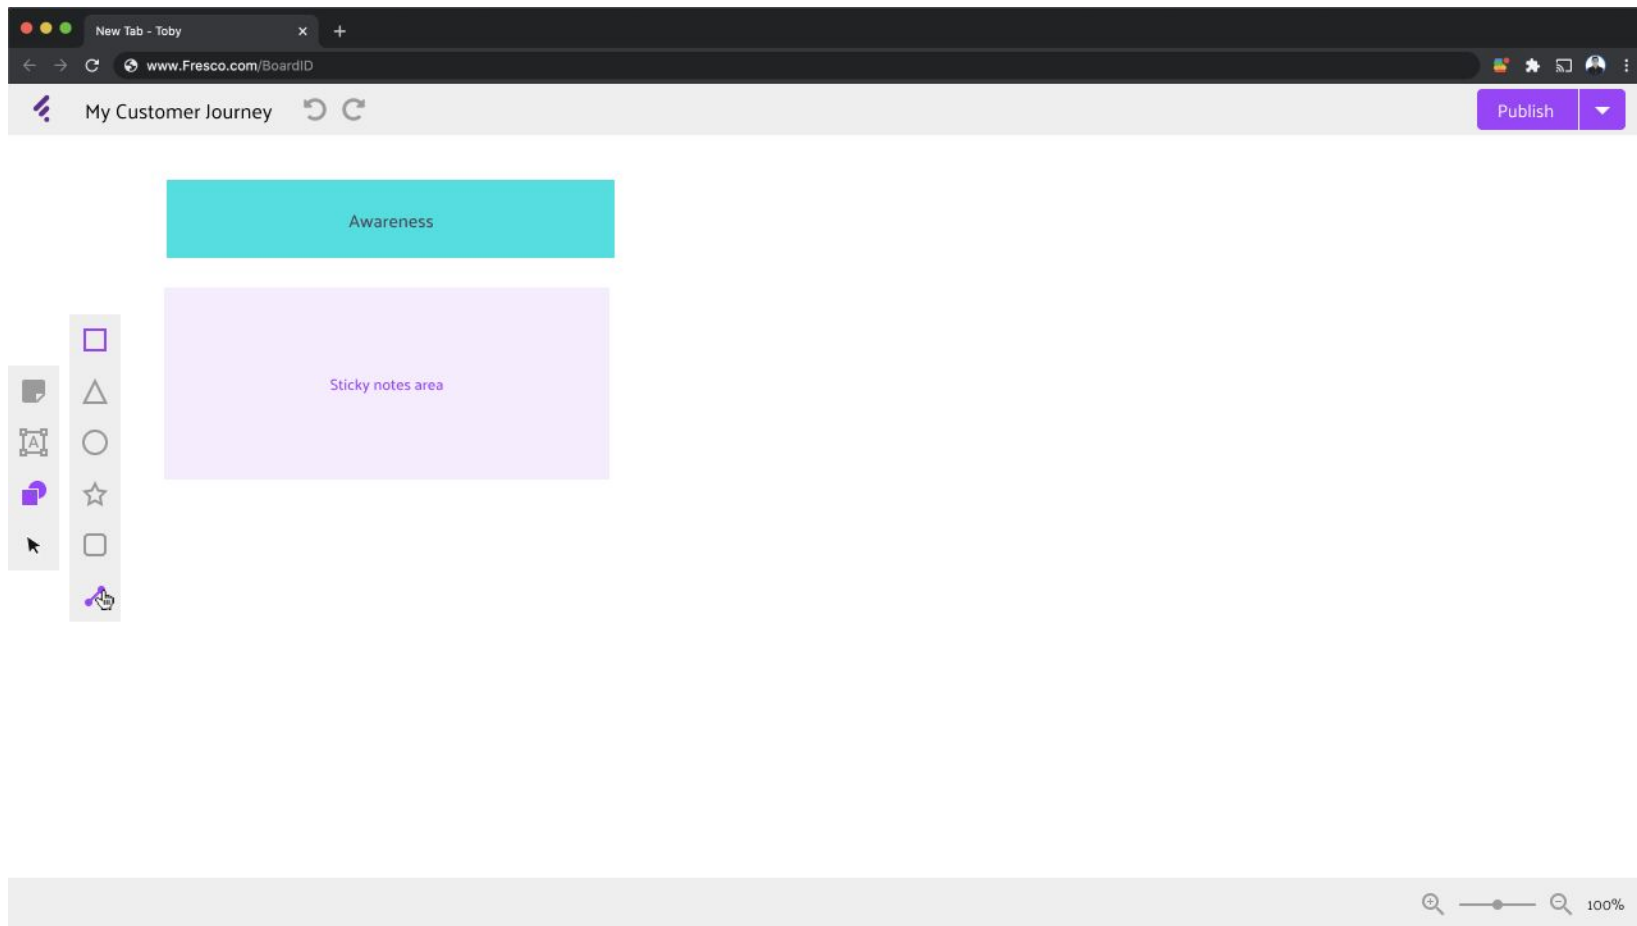 New Tab - Toby
www.Fresco.com/BoardID
My Customer Journey
Publish
Awareness
Sticky notes area
A
100%